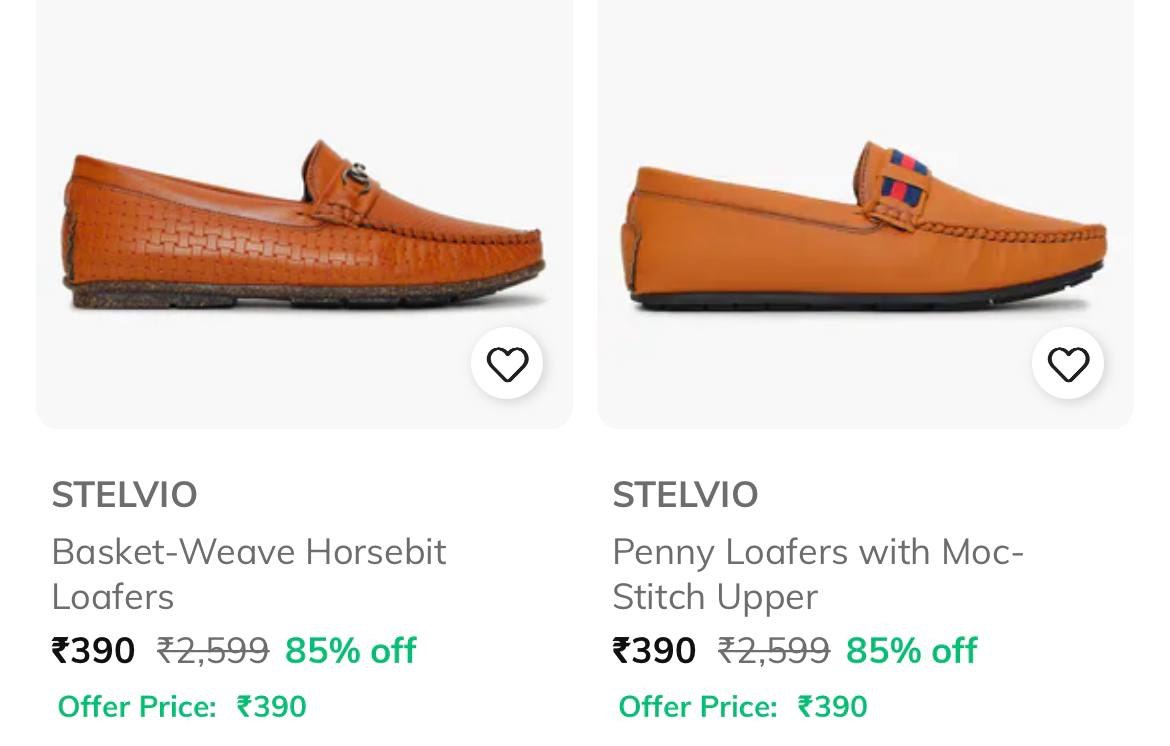 STELVIO
Basket-Weave Horsebit
Loafers
₹390 ₹2,599 85% off
Offer Price: ₹390
STELVIO
Penny Loafers with Moc-
Stitch Upper
₹390 ₹2,599 85% off
Offer Price: ₹390